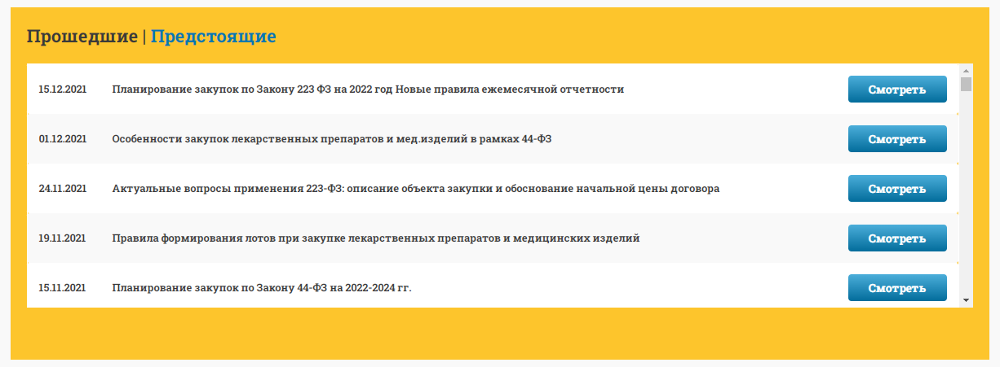 Прошедшие | Предстоящие
15.12.2021 Планирование закупок по Закону 223 ФЗ на 2022 год Новые правила ежемесячной отчетности Смотреть
01.12.2021 Особенности закупок лекарственных препаратов и мед.изделий в рамках 44-ФЗ Смотреть
24.11.2021 Актуальные вопросы применения 223-ФЗ: описание объекта закупки и обоснование начальной цены договора Смотреть
19.11.2021 Правила формирования лотов при закупке лекарственных препаратов и медицинских изделий Смотреть
15.11.2021 Планирование закупок по Закону 44-ФЗ на 2022-2024 гг. Смотреть